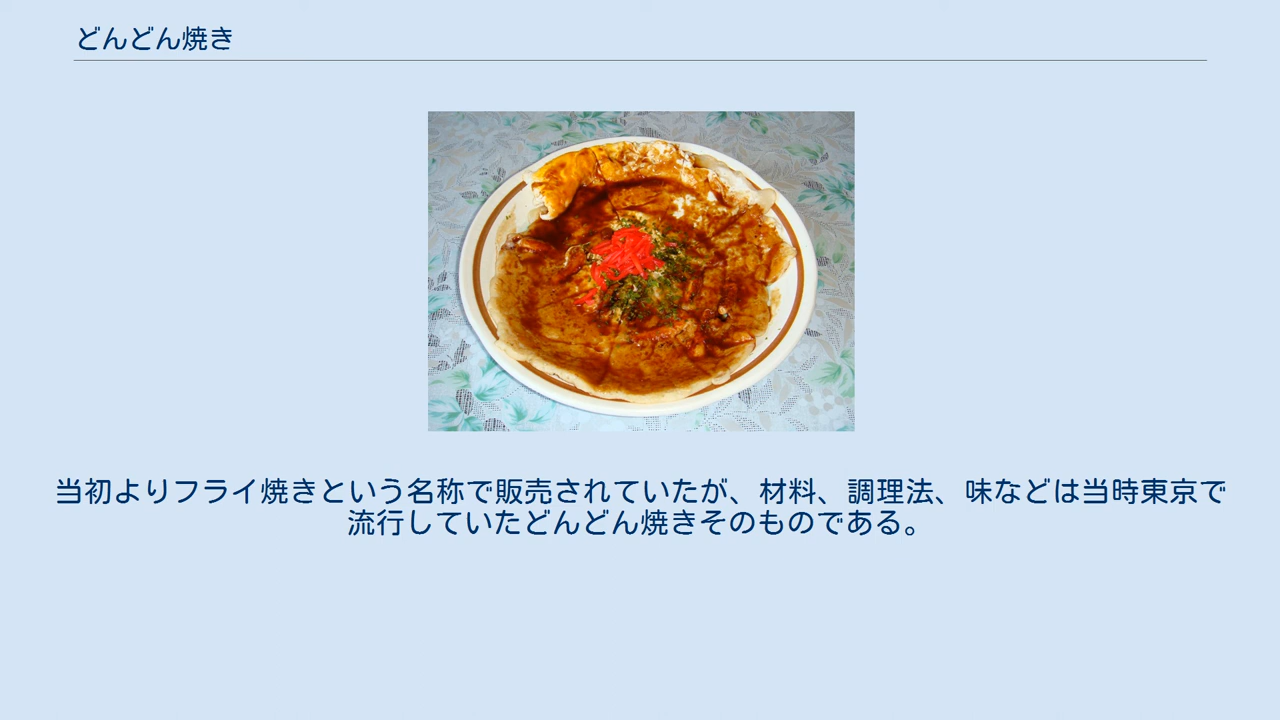 どんどん焼き
当初よりフライ焼きという名称で販売されていたが、材料、調理法、味などは当時東京で
流行していたどんどん焼きそのものである。